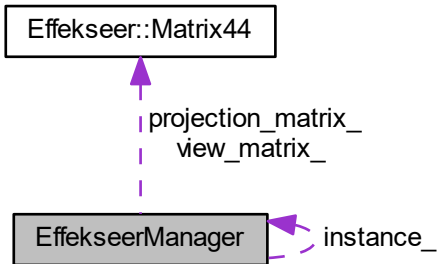 Effekseer::Matrix44
projection_matrix_
view_matrix_
EffekseerManager
instance_